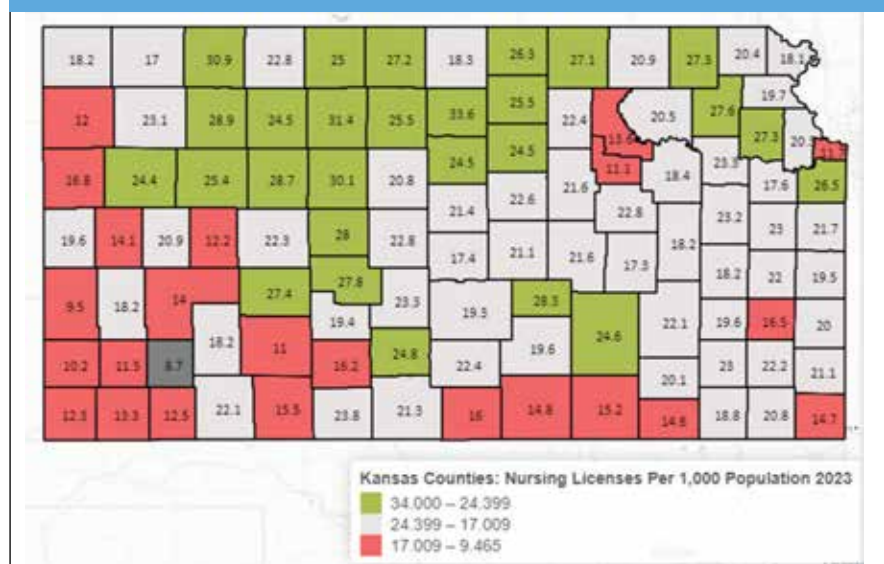 18.2 17 30.9 22.8 25 27.2 18.3 26.3 27.1 20.9 27.3 20.4 18.1
12 23.1 28.9 24.5 31.4 25.5 33.6 25.5 22.4 13.6 20.5 27.6 19.7
27.3
16.8 24.4 25.4 28.7 30.1 20.8 24.5 24.5 21.6 11.1 18.4 23.3 17.6 26.5
19.6 14.1 20.9 12.2 22.3 28 22.8 21.4 22.6 22.8 23.2 23 21.7
17.4 21.1 21.6 17.3 18.2
9.5 18.2 14 27.4 27.8 23.3 19.3 28.3 18.2 22 19.5
18.2 19.4 24.6 22.1 19.6 16.5 20
10.2 11.5 8.7 11 16.2 24.8 22.4 19.6 20.1 23 22.2 21.1
12.3 13.3 12.5 22.1 15.5 23.8 21.3 16 14.8 15.2 18.8 20.8 14.7
Kansas Counties: Nursing Licenses Per 1,000 Population 2023
34.000 – 24.399
24.399 – 17.009
17.009 – 9.465